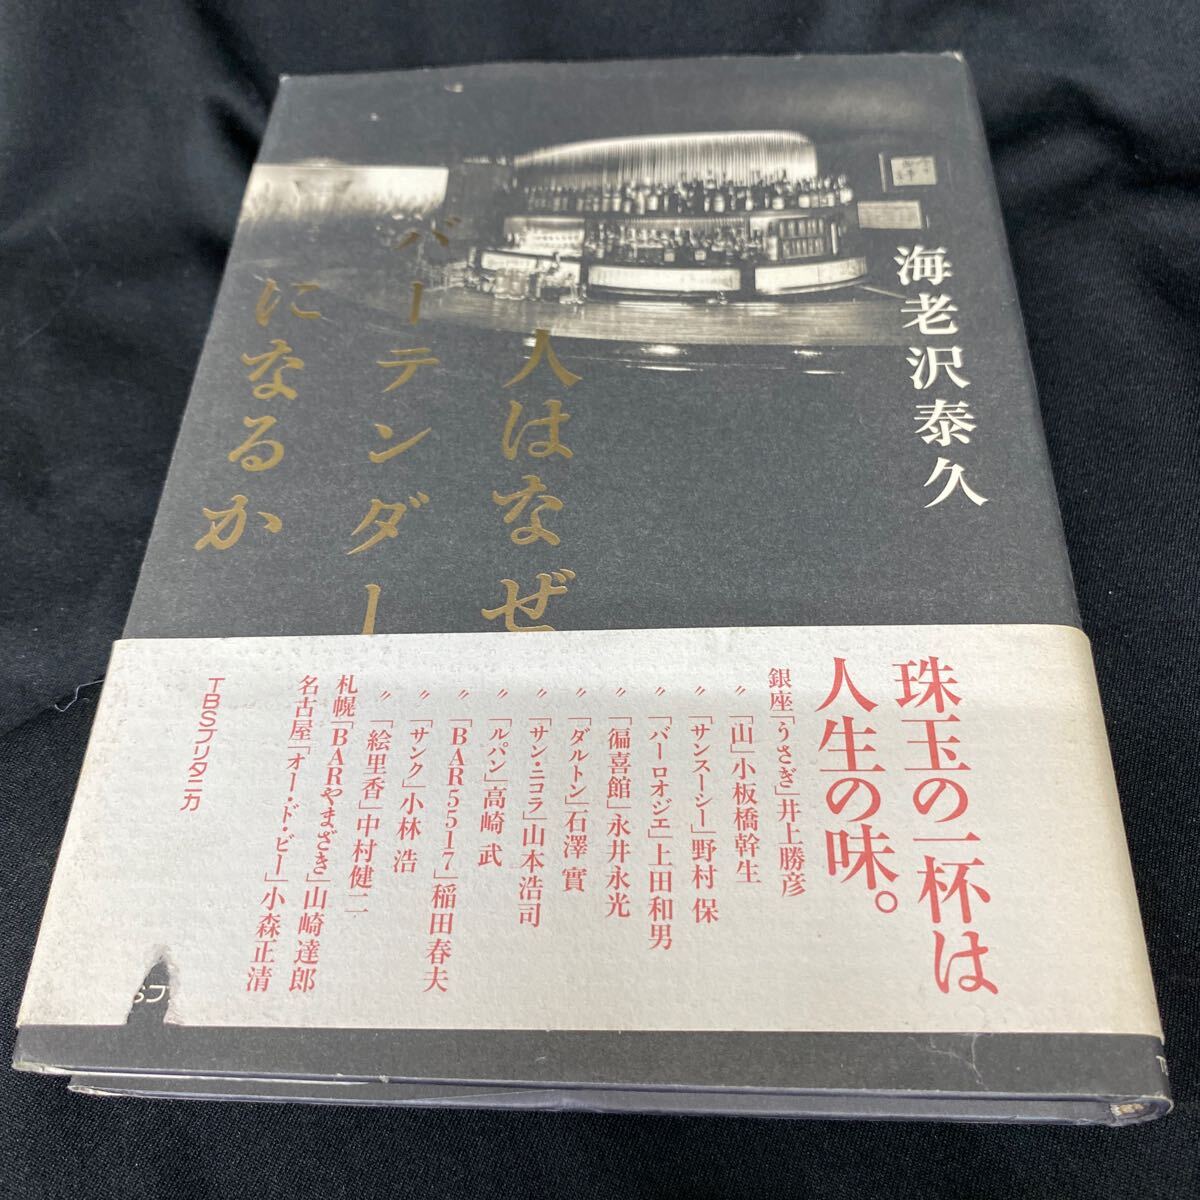 海老沢泰久
人はなぜ
バーテンダー
になるか
珠玉の一杯は
人生の味。
銀座「うさぎ」井上勝彦
〃「山」小板橋幹生
〃「サンスーシー」野村 保
〃「バーロオジエ」上田和男
〃「徧喜館」永井永光
〃「ダルトン」石澤 實
〃「サン・ニコラ」山本浩司
〃「ルパン」高崎 武
〃「BAR5517」稲田春夫
〃「サンク」小林 浩
〃「絵里香」中村健二
札幌「BARやまざき」山崎達郎
名古屋「オー・ド・ビー」小森正清
TBSブリタニカ